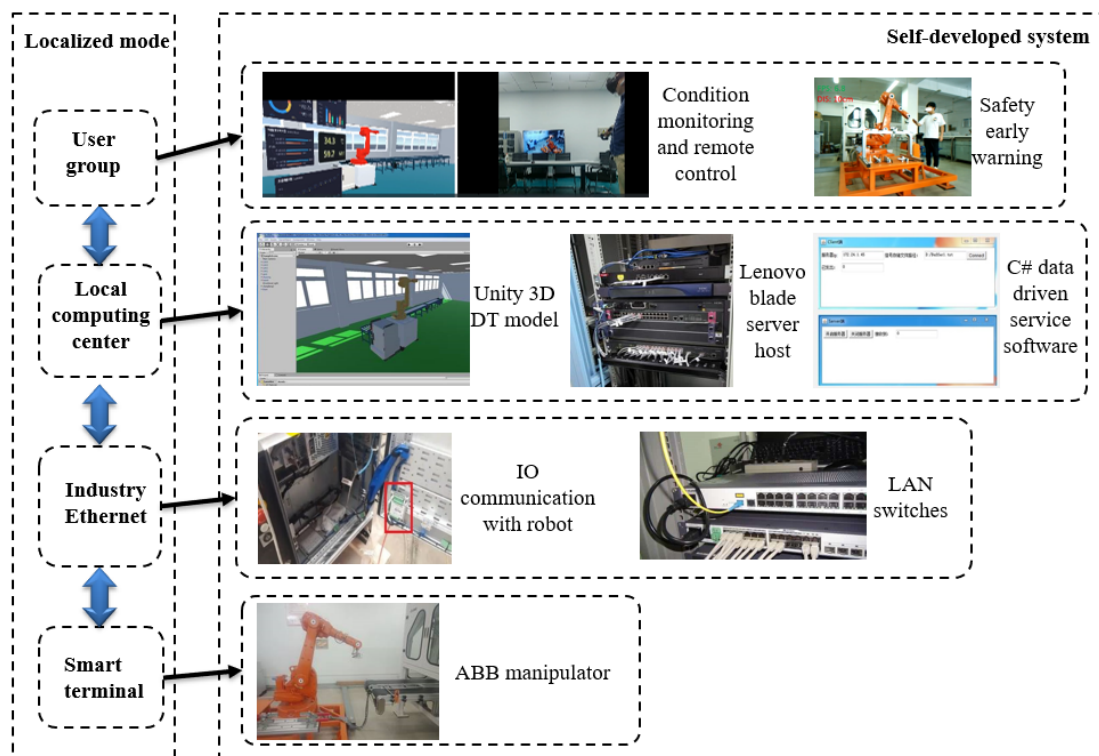 Localized mode
Self-developed system
User
group
34.3
59.7
Condition
monitoring
and remote
control
Safety
early
warning
Local
computing
center
Unity 3D
DT model
Lenovo
blade
server
host
Connect
C# data
driven
service
software
Industry
Ethernet
IO
communication
with robot
LAN
switches
Smart
terminal
ABB manipulator